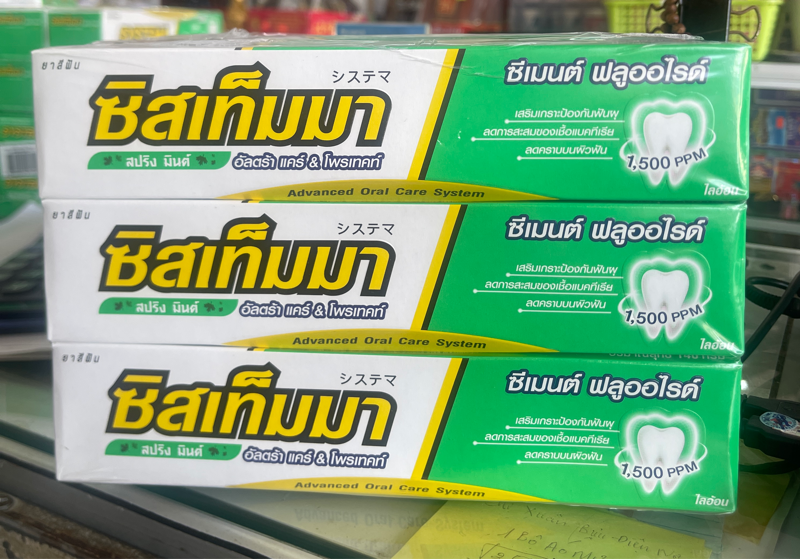 ยาสีฟัน
システマ
ซิสเท็มมา
สปริง มินต์
อัลตร้า แคร์ & โพรเทคท์
Advanced Oral Care System
ซีเมนต์ ฟลูออไรด์
เสริมเกราะป้องกันฟันผุ
ลดการสะสมของเชื้อแบคทีเรีย
ลดคราบบนผิวฟัน
1,500 PPM
ไลอ้อน
ยาสีฟัน
システマ
ซิสเท็มมา
สปริง มินต์
อัลตร้า แคร์ & โพรเทคท์
Advanced Oral Care System
ซีเมนต์ ฟลูออไรด์
เสริมเกราะป้องกันฟันผุ
ลดการสะสมของเชื้อแบคทีเรีย
ลดคราบบนผิวฟัน
1,500 PPM
ไลอ้อน
ยาสีฟัน
システマ
ซิสเท็มมา
สปริง มินต์
อัลตร้า แคร์ & โพรเทคท์
Advanced Oral Care System
ซีเมนต์ ฟลูออไรด์
เสริมเกราะป้องกันฟันผุ
ลดการสะสมของเชื้อแบคทีเรีย
ลดคราบบนผิวฟัน
1,500 PPM
ไลอ้อน